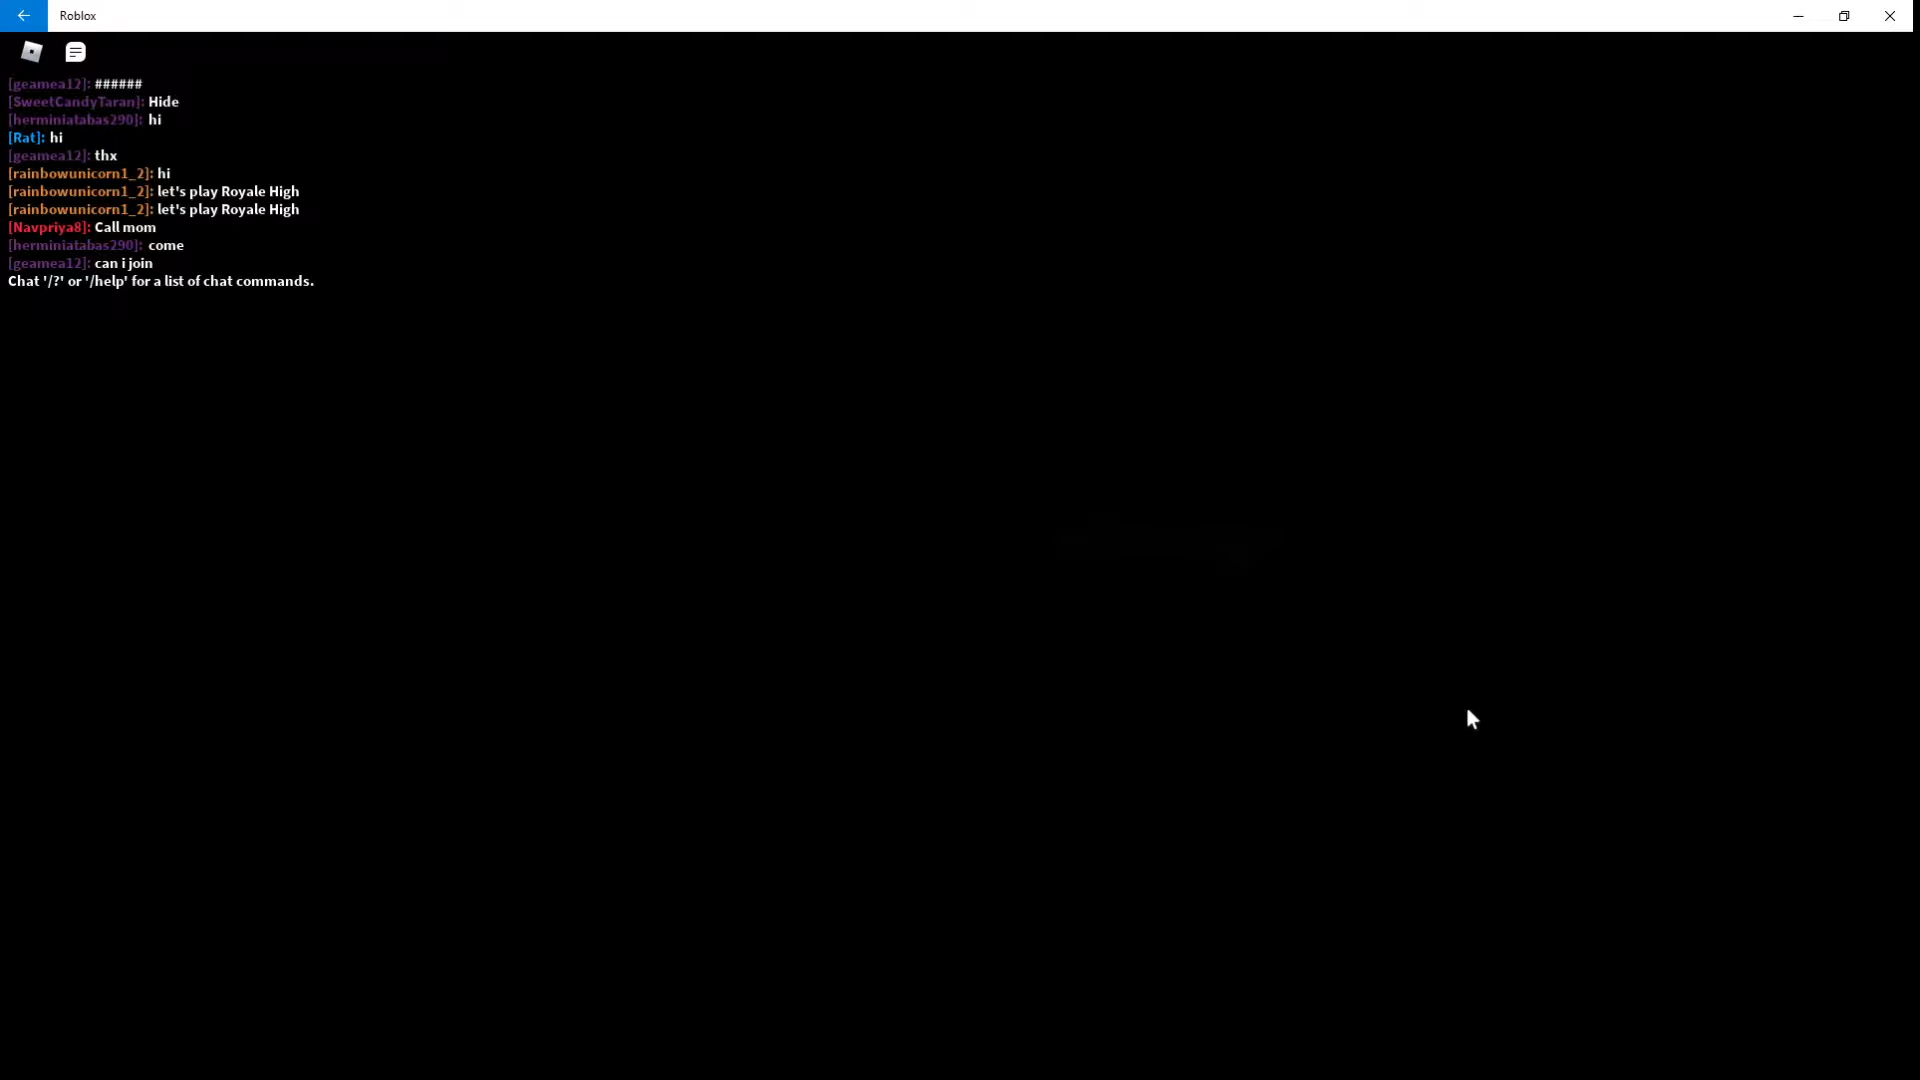 Roblox
[geamea12]: ######
[SweetCandyTaran]: Hide
[herminiatabas290]: hi
[Rat]: hi
[geamea12]: thx
[rainbowunicorn1_2]: hi
[rainbowunicorn1_2]: let's play Royale High
[rainbowunicorn1_2]: let's play Royale High
[Navpriya8]: Call mom
[herminiatabas290]: come
[geamea12]: can i join
Chat '/?' or '/help' for a list of chat commands.